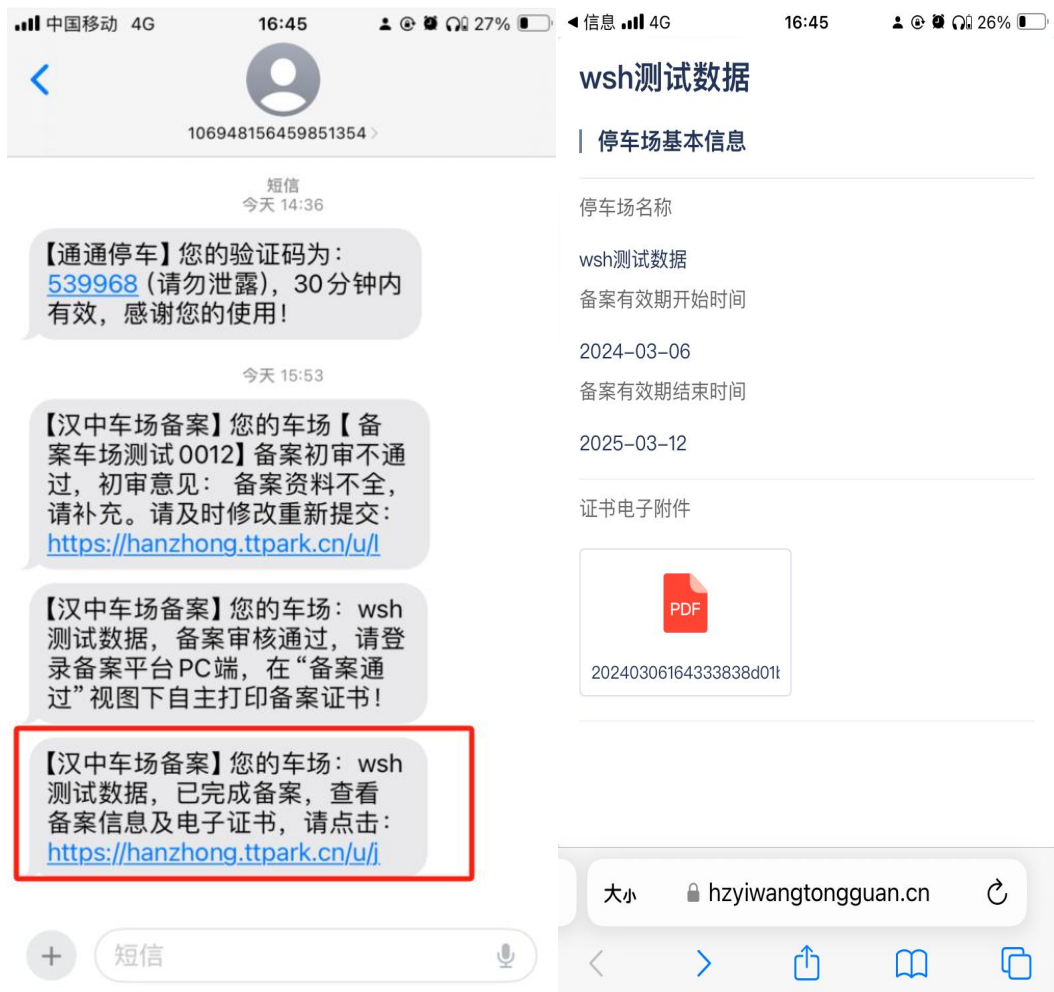 中国移动 4G 16:45 27%
106948156459851354
短信
今天 14:36
【通通停车】您的验证码为：
539968（请勿泄露），30分钟内
有效，感谢您的使用！
今天 15:53
【汉中车场备案】您的车场【 备
案车场测试0012】备案初审不通
过，初审意见： 备案资料不全，
请补充。请及时修改重新提交：
https://hanzhong.ttpark.cn/u/l
【汉中车场备案】您的车场：wsh
测试数据，备案审核通过，请登
录备案平台PC端，在“备案通
过”视图下自主打印备案证书！
【汉中车场备案】您的车场：wsh
测试数据，已完成备案，查看
备案信息及电子证书，请点击：
https://hanzhong.ttpark.cn/u/j
短信
信息 4G 16:45 26%
wsh测试数据
停车场基本信息
停车场名称
wsh测试数据
备案有效期开始时间
2024-03-06
备案有效期结束时间
2025-03-12
证书电子附件
PDF
20240306164333838d01b
大小 hzyiwangtongguan.cn